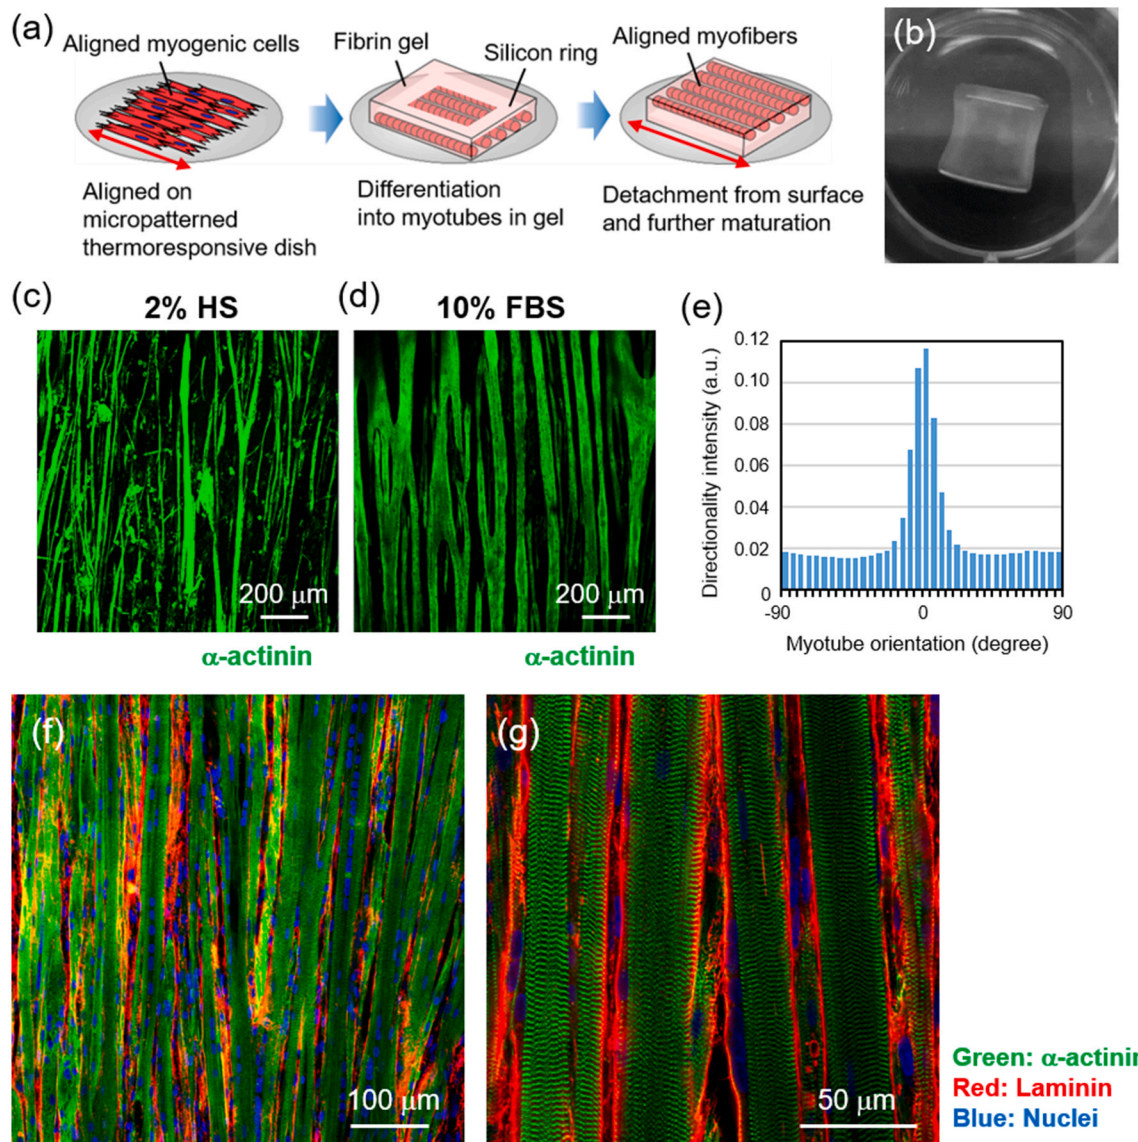 (a)
Aligned myogenic cells
Fibrin gel
Silicon ring
Aligned myofibers
Aligned on
micropatterned
thermoresponsive dish
Differentiation
into myotubes in gel
Detachment from surface
and further maturation
(b)
(c)
2% HS
200 μm
α-actinin
(d)
10% FBS
200 μm
α-actinin
(e)
Directionality intensity (a.u.)
0.12
0.10
0.08
0.06
0.04
0.02
0
-90
0
90
Myotube orientation (degree)
(f)
100 μm
(g)
50 μm
Green: α-actinin
Red: Laminin
Blue: Nuclei